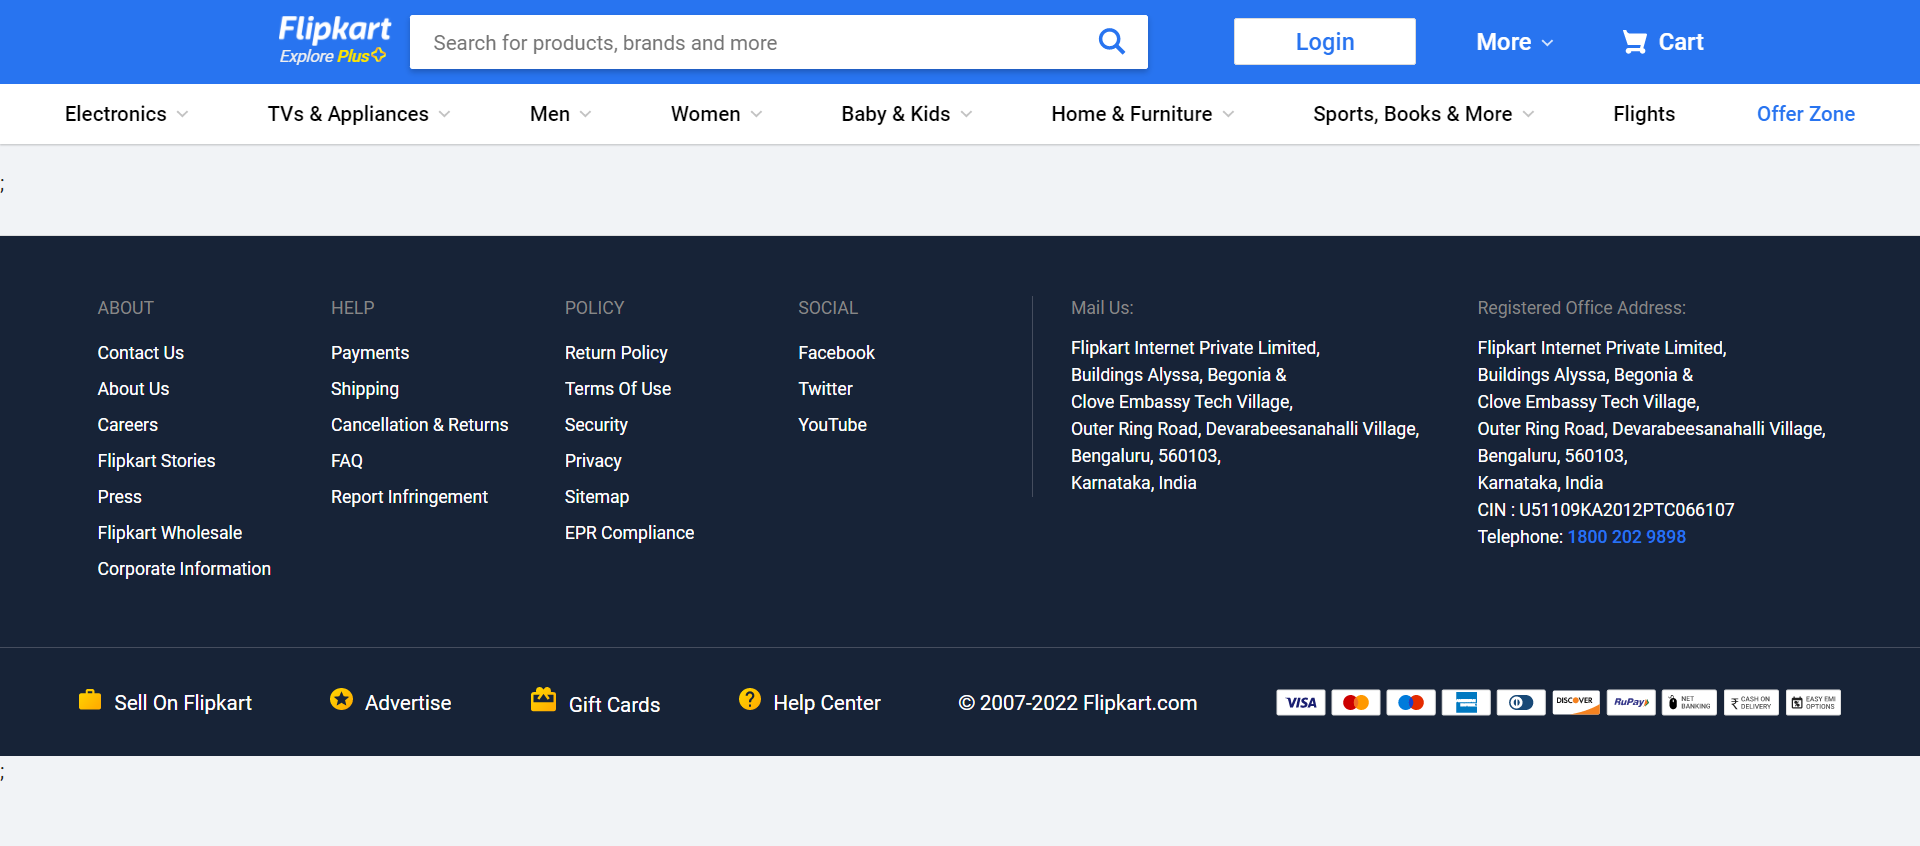 Flipkart
Explore Plus
Search for products, brands and more
Login
More
Cart
Electronics
TVs & Appliances
Men
Women
Baby & Kids
Home & Furniture
Sports, Books & More
Flights
Offer Zone
;
ABOUT
Contact Us
About Us
Careers
Flipkart Stories
Press
Flipkart Wholesale
Corporate Information
HELP
Payments
Shipping
Cancellation & Returns
FAQ
Report Infringement
POLICY
Return Policy
Terms Of Use
Security
Privacy
Sitemap
EPR Compliance
SOCIAL
Facebook
Twitter
YouTube
Mail Us:
Flipkart Internet Private Limited,
Buildings Alyssa, Begonia &
Clove Embassy Tech Village,
Outer Ring Road, Devarabeesanahalli Village,
Bengaluru, 560103,
Karnataka, India
Registered Office Address:
Flipkart Internet Private Limited,
Buildings Alyssa, Begonia &
Clove Embassy Tech Village,
Outer Ring Road, Devarabeesanahalli Village,
Bengaluru, 560103,
Karnataka, India
CIN : U51109KA2012PTC066107
Telephone: 1800 202 9898
Sell On Flipkart
Advertise
Gift Cards
Help Center
© 2007-2022 Flipkart.com
VISA
DISCOVER
RuPay
NET
BANKING
CASH ON
DELIVERY
EASY EMI
OPTIONS
;